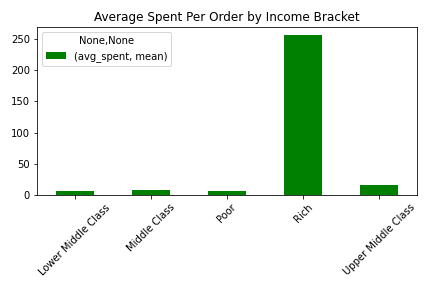 Average Spent Per Order by Income Bracket
None,None
(avg_spent, mean)
250
200
150
100
50
0
Lower Middle Class
Middle Class
Poor
Rich
Upper Middle Class